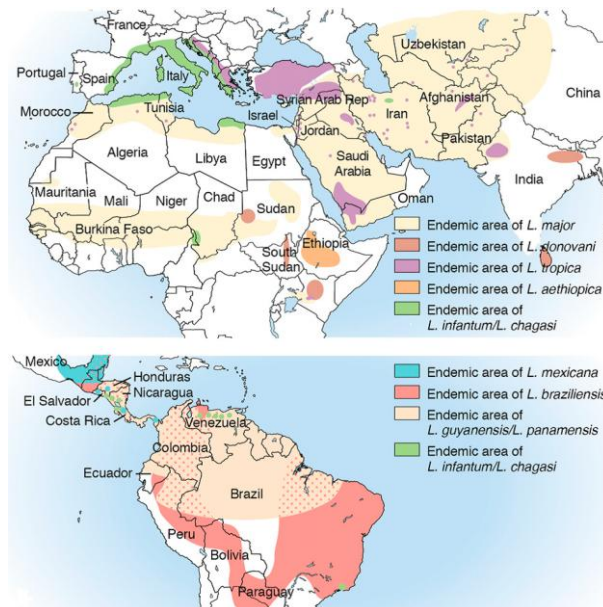 France
Portugal
Spain
Italy
Uzbekistan
China
Morocco
Tunisia
Israel
Syrian Arab Rep
Jordan
Iran
Afghanistan
Pakistan
Algeria
Libya
Egypt
Saudi
Arabia
Oman
India
Mauritania
Mali
Niger
Chad
Sudan
Burkina Faso
South
Sudan
Ethiopia
Endemic area of L. major
Endemic area of L. donovani
Endemic area of L. tropica
Endemic area of L. aethiopica
Endemic area of
L. infantum/L. chagasi
Mexico
Honduras
Nicaragua
El Salvador
Costa Rica
Venezuela
Colombia
Ecuador
Brazil
Peru
Bolivia
Paraguay
Endemic area of L. mexicana
Endemic area of L. braziliensis
Endemic area of
L. guyanensis/L. panamensis
Endemic area of
L. infantum/L. chagasi